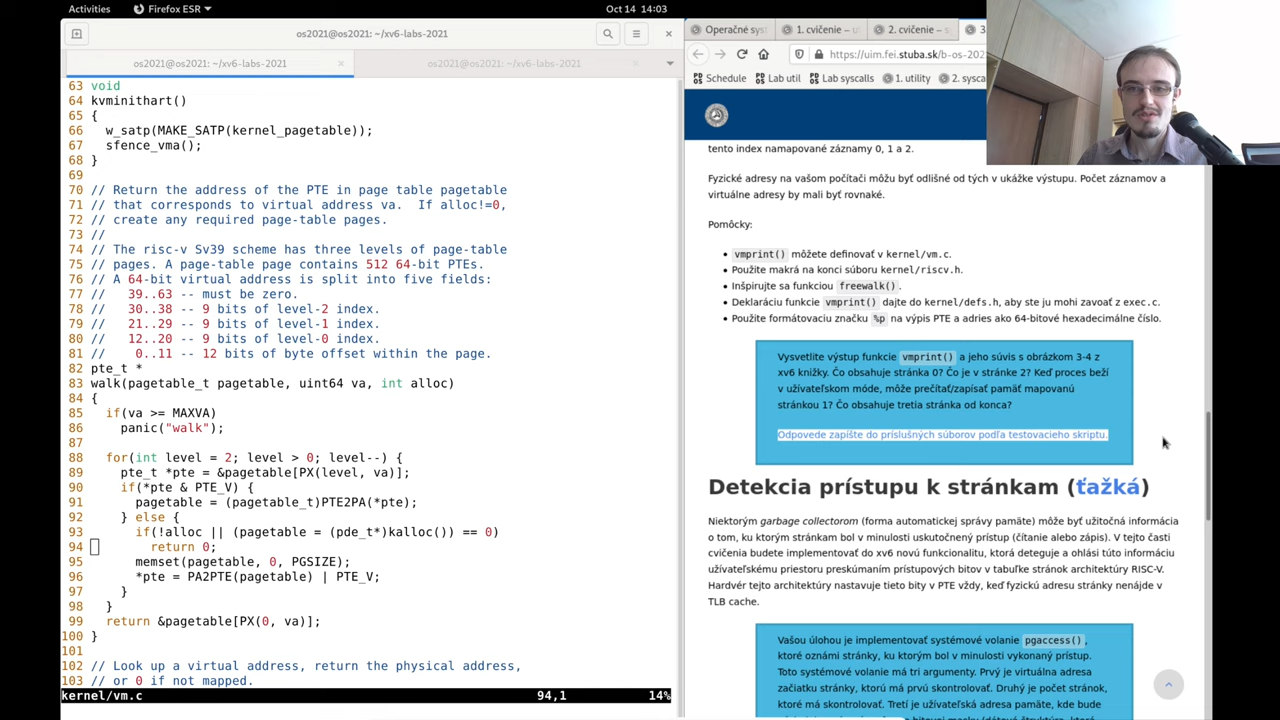 Activities
Firefox ESR
Oct 14 14:03
os2021@os2021: ~/xv6-labs-2021
os2021@os2021: ~/xv6-labs-2021
os2021@os2021: ~/xv6-labs-2021
63 void
64 kvminithart()
65 {
66   w_satp(MAKE_SATP(kernel_pagetable));
67   sfence_vma();
68 }
69
70 // Return the address of the PTE in page table pagetable
71 // that corresponds to virtual address va.  If alloc!=0,
72 // create any required page-table pages.
73 //
74 // The risc-v Sv39 scheme has three levels of page-table
75 // pages. A page-table page contains 512 64-bit PTEs.
76 // A 64-bit virtual address is split into five fields:
77 //   39..63 -- must be zero.
78 //   30..38 -- 9 bits of level-2 index.
79 //   21..29 -- 9 bits of level-1 index.
80 //   12..20 -- 9 bits of level-0 index.
81 //    0..11 -- 12 bits of byte offset within the page.
82 pte_t *
83 walk(pagetable_t pagetable, uint64 va, int alloc)
84 {
85   if(va >= MAXVA)
86     panic("walk");
87
88   for(int level = 2; level > 0; level--) {
89     pte_t *pte = &pagetable[PX(level, va)];
90     if(*pte & PTE_V) {
91       pagetable = (pagetable_t)PTE2PA(*pte);
92     } else {
93       if(!alloc || (pagetable = (pde_t*)kalloc()) == 0)
94         return 0;
95       memset(pagetable, 0, PGSIZE);
96       *pte = PA2PTE(pagetable) | PTE_V;
97     }
98   }
99   return &pagetable[PX(0, va)];
100 }
101
102 // Look up a virtual address, return the physical address,
103 // or 0 if not mapped.
kernel/vm.c 94,1 14%
Operačné sys
1. cvičenie – u
2. cvičenie – s
3
https://uim.fei.stuba.sk/b-os-202
Schedule
Lab util
Lab syscalls
1. utility
2. sysca
tento index namapované záznamy 0, 1 a 2.
Fyzické adresy na vašom počítači môžu byť odlišné od tých v ukážke výstupu. Počet záznamov a
virtuálne adresy by mali byť rovnaké.
Pomôcky:
• vmprint() môžete definovať v kernel/vm.c.
• Použite makrá na konci súboru kernel/riscv.h.
• Inšpirujte sa funkciou freewalk().
• Deklaráciu funkcie vmprint() dajte do kernel/defs.h, aby ste ju mohi zavoať z exec.c.
• Použite formátovaciu značku %p na výpis PTE a adries ako 64-bitové hexadecimálne číslo.
Vysvetlite výstup funkcie vmprint() a jeho súvis s obrázkom 3-4 z
xv6 knižky. Čo obsahuje stránka 0? Čo je v stránke 2? Keď proces beží
v užívateľskom móde, môže prečítať/zapísať pamäť mapovanú
stránkou 1? Čo obsahuje tretia stránka od konca?
Odpovede zapíšte do príslušných súborov podľa testovacieho skriptu.
Detekcia prístupu k stránkam (ťažká)
Niektorým garbage collectorom (forma automatickej správy pamäte) môže byť užitočná informácia
o tom, ku ktorým stránkam bol v minulosti uskutočnený prístup (čítanie alebo zápis). V tejto časti
cvičenia budete implementovať do xv6 novú funkcionalitu, ktorá deteguje a ohlási túto informáciu
užívateľskému priestoru preskúmaním prístupových bitov v tabuľke stránok architektúry RISC-V.
Hardvér tejto architektúry nastavuje tieto bity v PTE vždy, keď fyzickú adresu stránky nenájde v
TLB cache.
Vašou úlohou je implementovať systémové volanie pgaccess(),
ktoré oznámi stránky, ku ktorým bol v minulosti vykonaný prístup.
Toto systémové volanie má tri argumenty. Prvý je virtuálna adresa
začiatku stránky, ktorú má prvú skontrolovať. Druhý je počet stránok,
ktoré má skontrolovať. Tretí je užívateľská adresa pamäte, kde bude